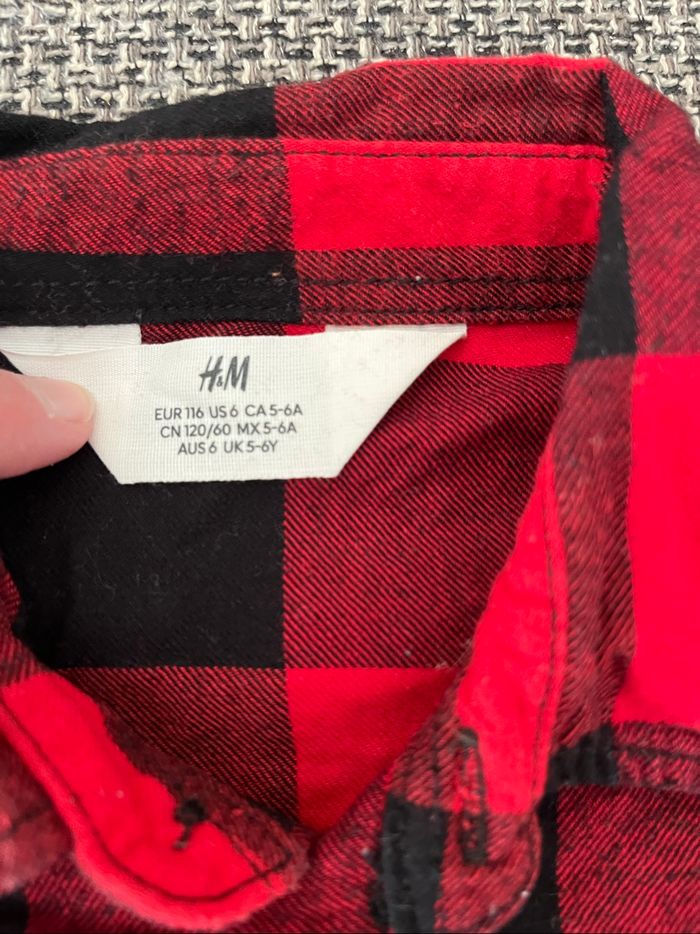 H&M
EUR 116 US 6 CA 5-6A
CN 120/60 MX 5-6A
AUS 6 UK 5-6Y